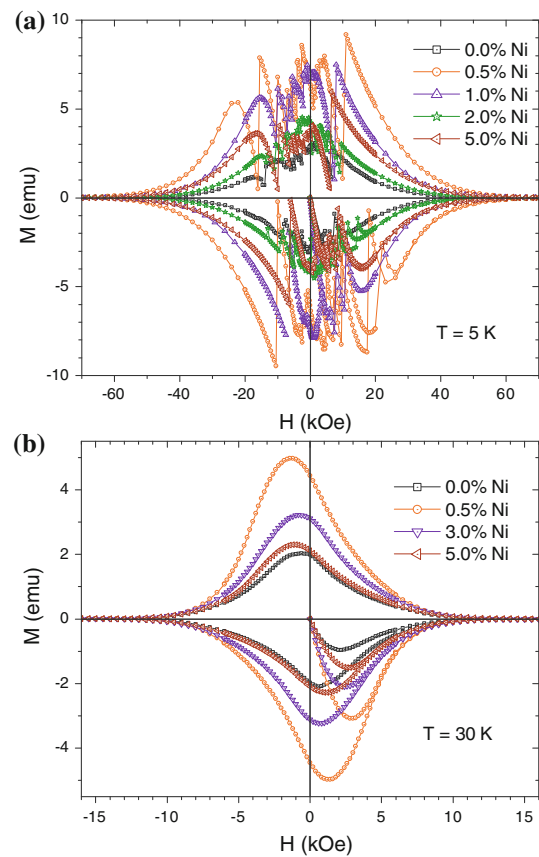 (a)
10
5
0
-5
-10
M (emu)
0.0% Ni
0.5% Ni
1.0% Ni
2.0% Ni
5.0% Ni
T = 5 K
-60 -40 -20 0 20 40 60
H (kOe)
(b)
4
2
0
-2
-4
M (emu)
0.0% Ni
0.5% Ni
3.0% Ni
5.0% Ni
T = 30 K
-15 -10 -5 0 5 10 15
H (kOe)